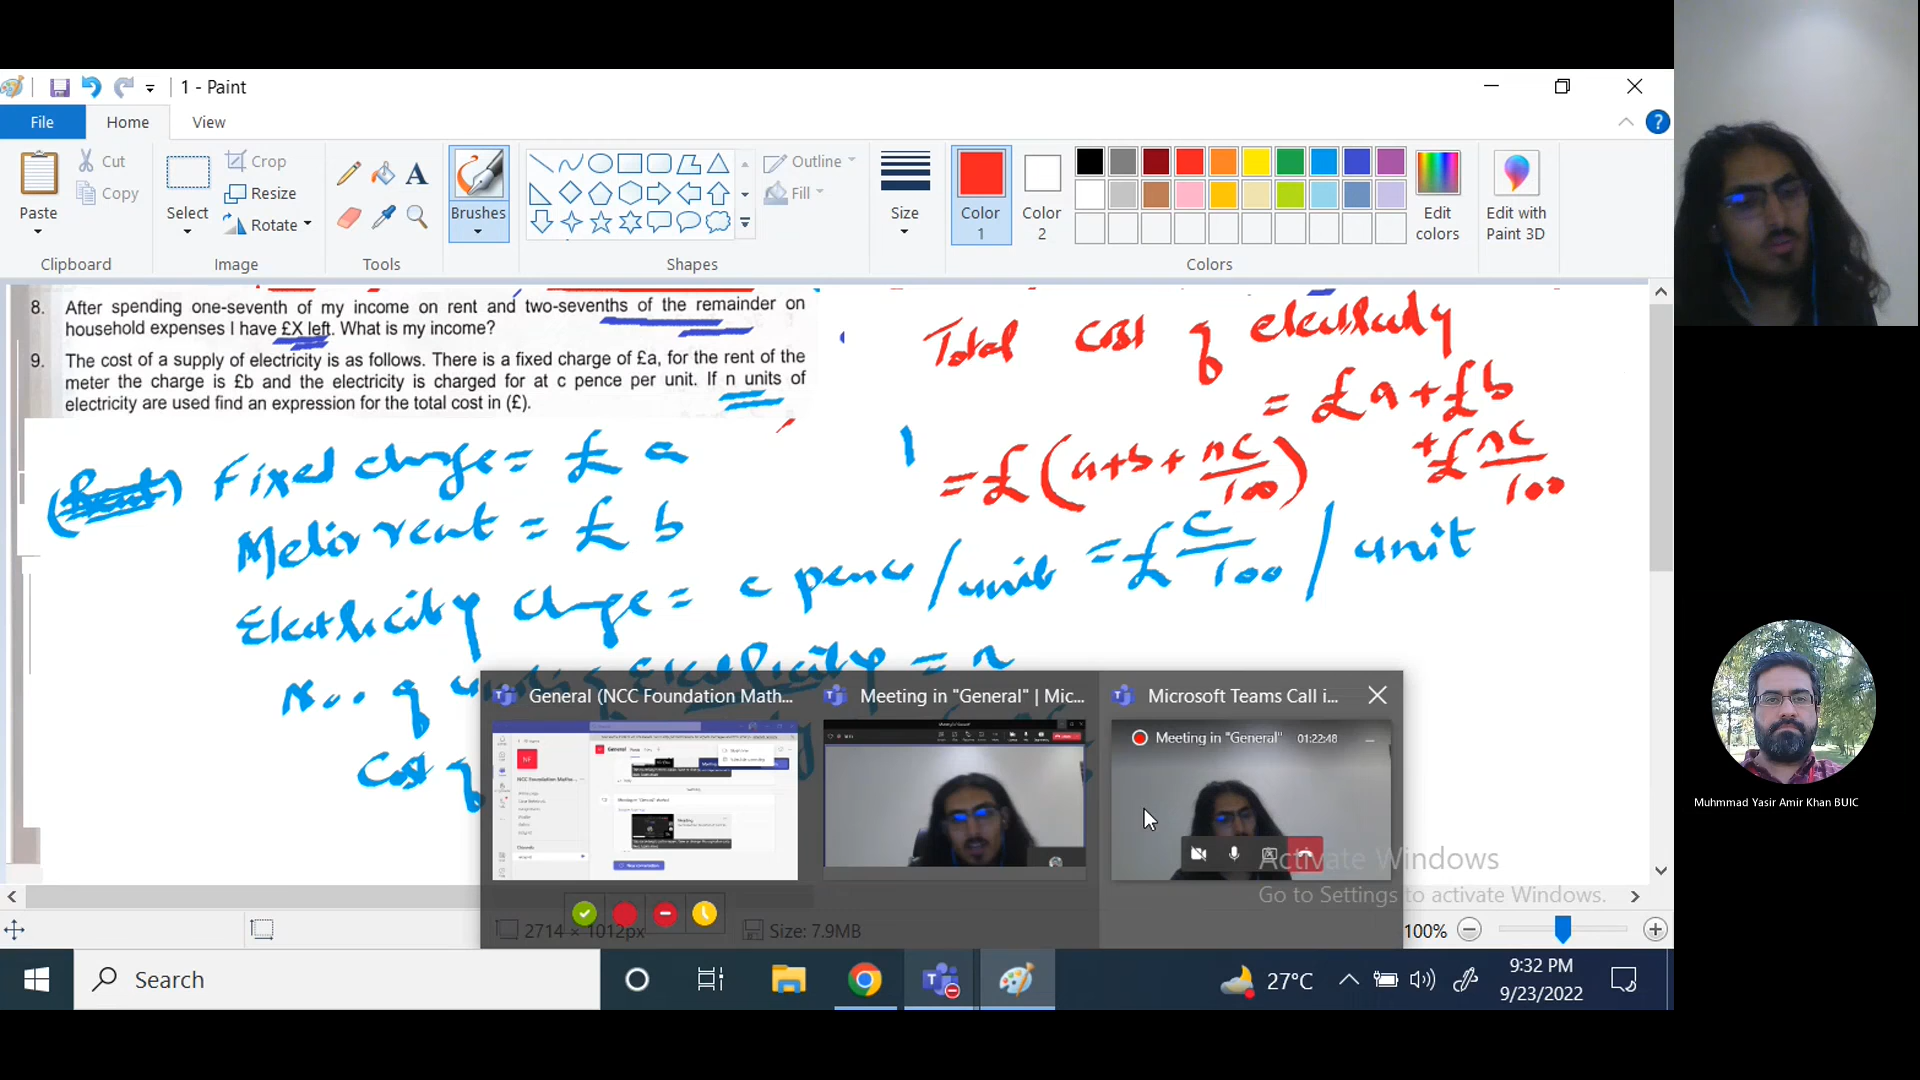 1 - Paint
File
Home
View
Paste
Cut
Copy
Clipboard
Select
Crop
Resize
Rotate
Image
Tools
Brushes
Shapes
Outline
Fill
Size
Color 1
Color 2
Colors
Edit colors
Edit with Paint 3D
8. After spending one-seventh of my income on rent and two-sevenths of the remainder on
household expenses I have £X left. What is my income?
9. The cost of a supply of electricity is as follows. There is a fixed charge of £a, for the rent of the
meter the charge is £b and the electricity is charged for at c pence per unit. If n units of
electricity are used find an expression for the total cost in (£).
Total cost of electricity
= £a + £b
+ £ nc/100
= £(a+b+ nc/100)
Fixed charge = £ a
Meter rent = £ b
Electricity charge = c pence/unit = £ c/100 / unit
No. of units of Electricity = n
Cost of
General (NCC Foundation Math...
Meeting in "General" | Mic...
Microsoft Teams Call i...
Meeting in "General" 01:22:48
Activate Windows
Go to Settings to activate Windows.
2714 × 1012px
Size: 7.9MB
100%
Search
27°C
9:32 PM
9/23/2022
Muhmmad Yasir Amir Khan BUIC